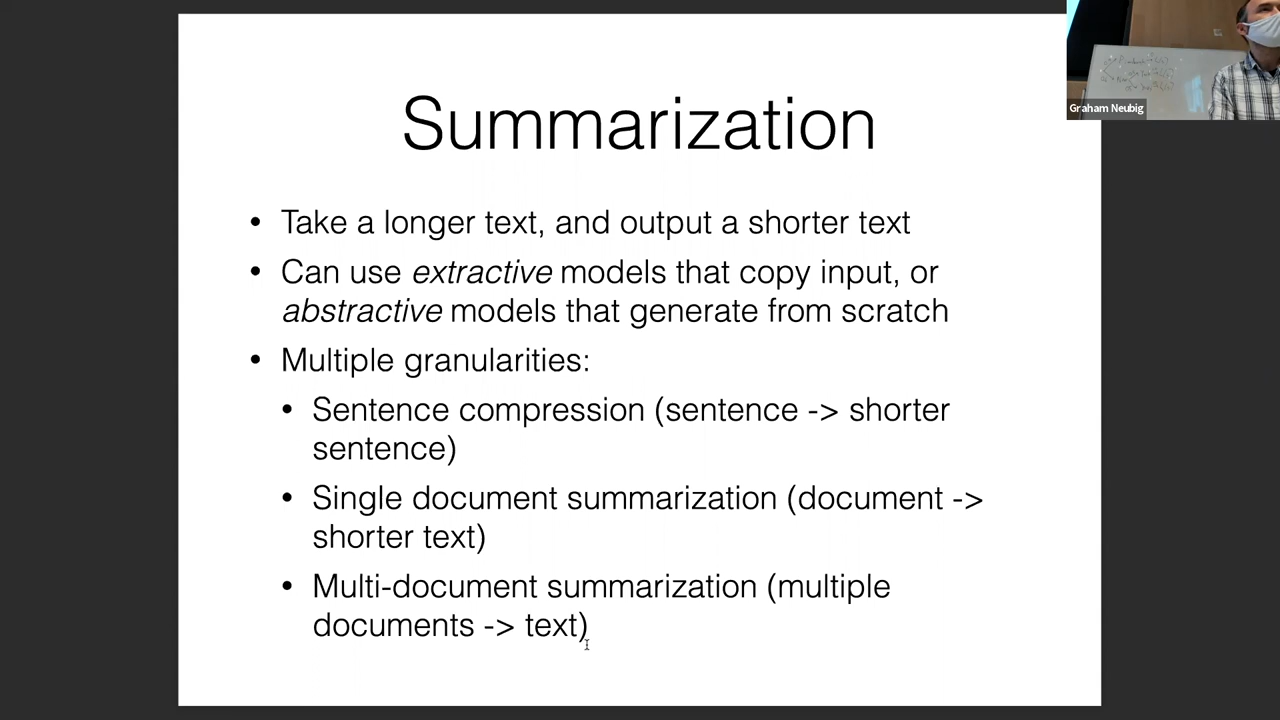 Summarization
• Take a longer text, and output a shorter text
• Can use extractive models that copy input, or
abstractive models that generate from scratch
• Multiple granularities:
• Sentence compression (sentence -> shorter
sentence)
• Single document summarization (document ->
shorter text)
• Multi-document summarization (multiple
documents -> text)
Graham Neubig